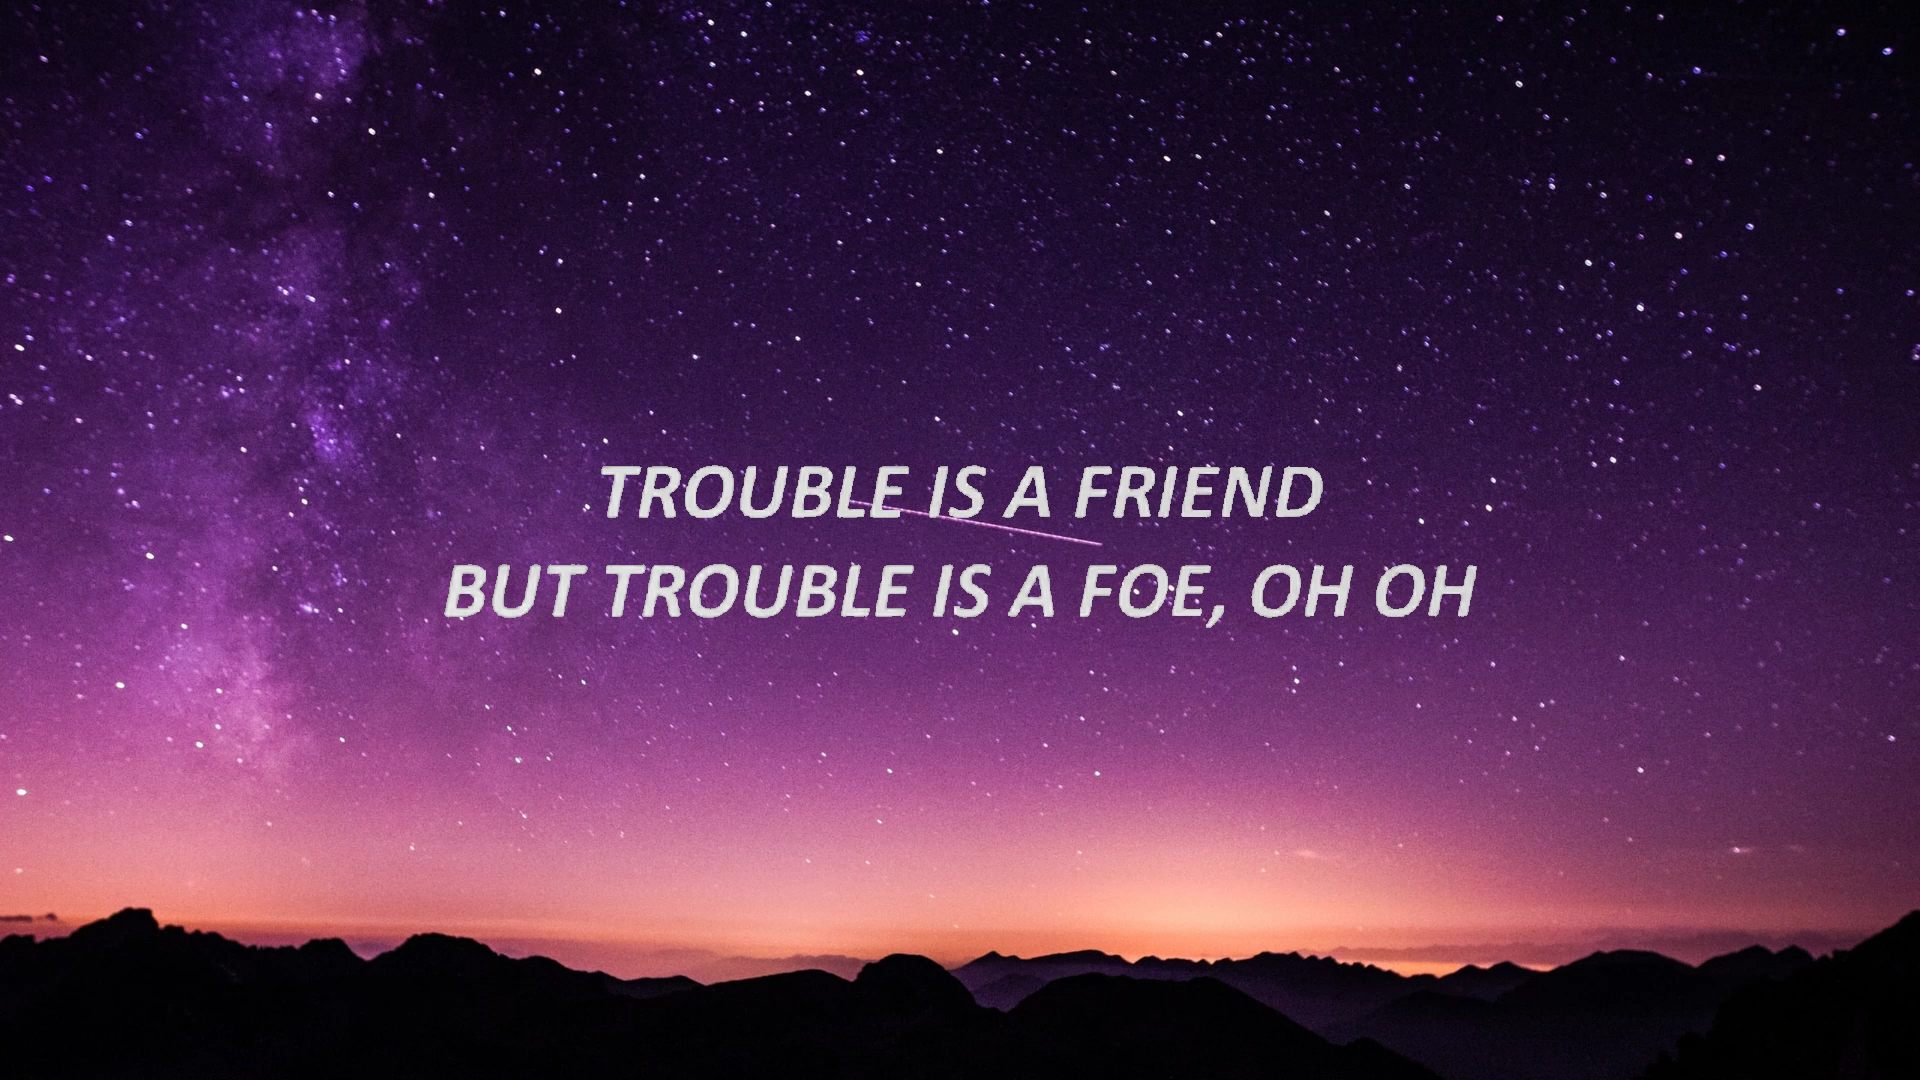 TROUBLE IS A FRIEND
BUT TROUBLE IS A FOE, OH OH